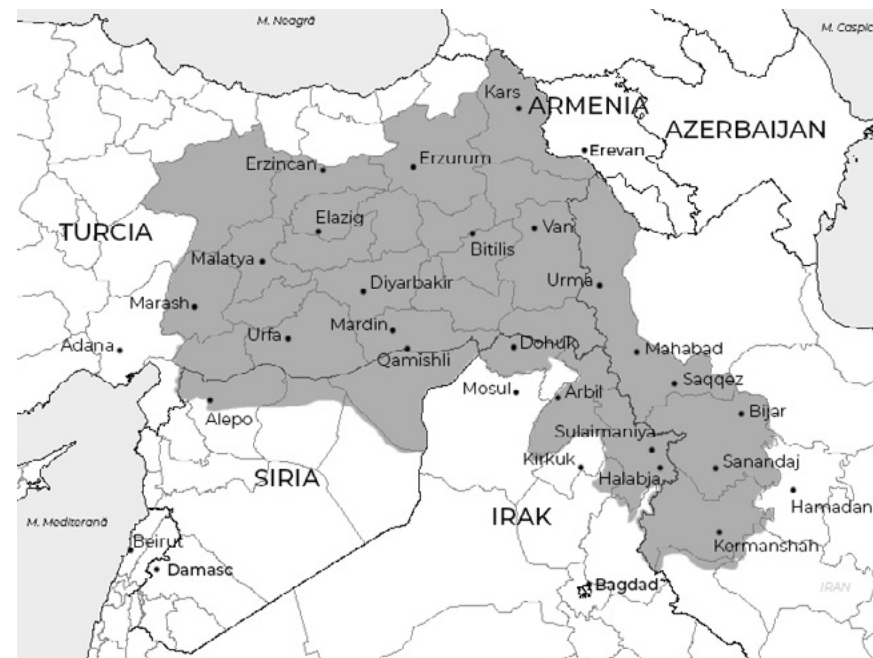 M. Neagră
M. Caspic
Kars
ARMENIA
AZERBAIJAN
Erevan
Erzincan
Erzurum
Elazig
TURCIA
Van
Bitilis
Malatya
Diyarbakir
Urma
Marash
Mardin
Urfa
Adana
Qamishli
Dohuk
Mahabad
Mosul
Arbil
Saqqez
Alepo
Bijar
Sulaimaniya
Kirkuk
Halabja
Sanandaj
SIRIA
Hamadan
IRAK
M. Mediterană
Beirut
Kermanshah
Damasc
Bagdad
IRAN